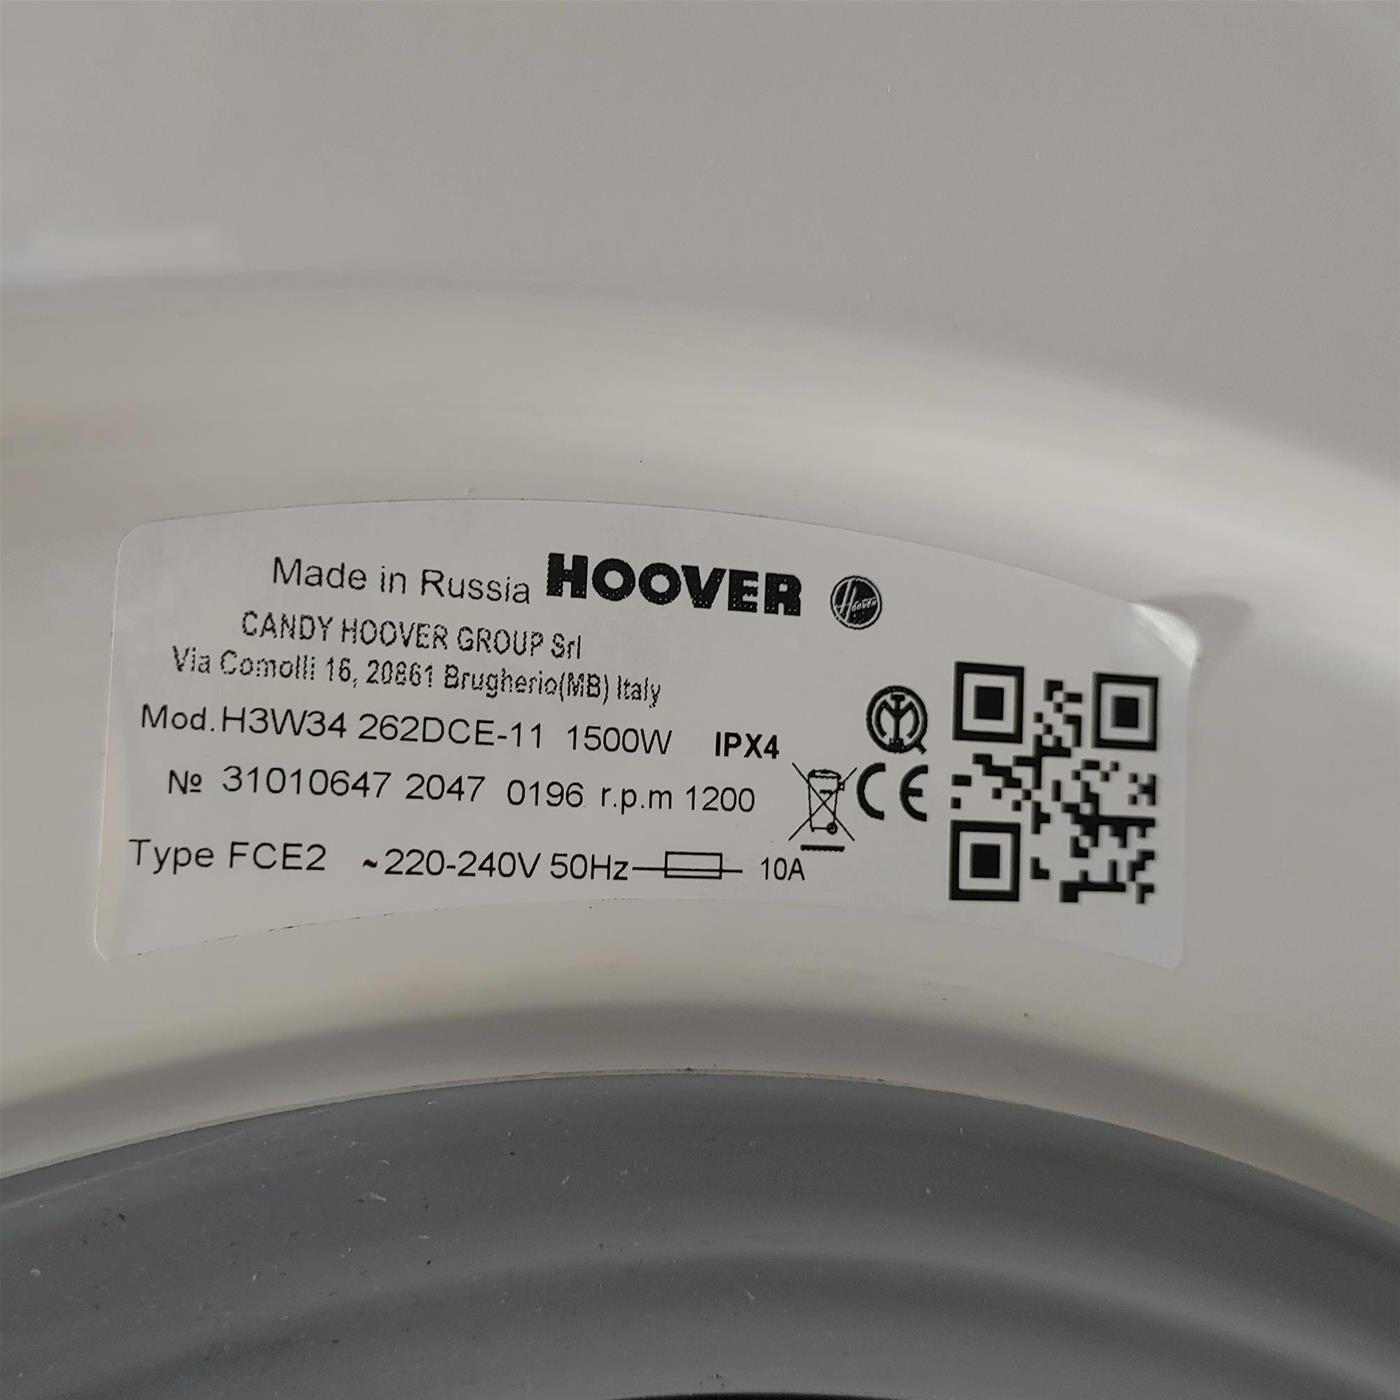 Made in Russia HOOVER Hoover
CANDY HOOVER GROUP Srl
Via Comolli 16, 20861 Brugherio(MB) Italy
Mod. H3W34 262DCE-11 1500W IPX4
№ 31010647 2047 0196 r.p.m 1200 CE
Type FCE2 ~220-240V 50Hz 10A